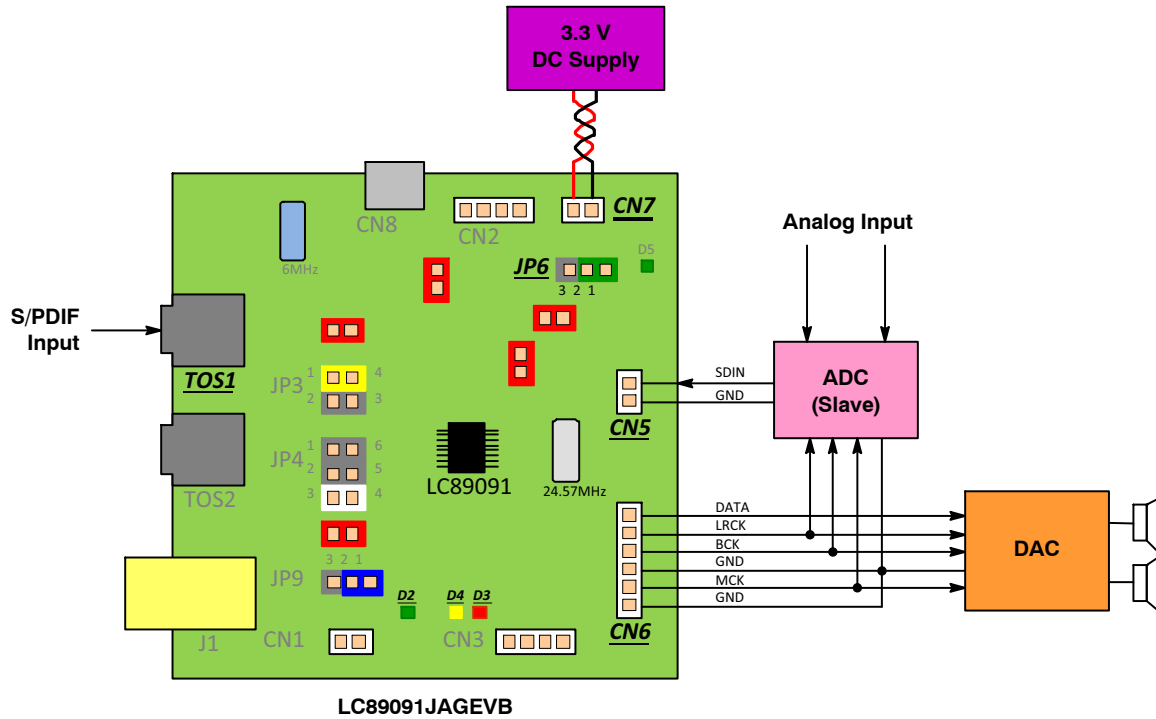 3.3 V
DC Supply
CN8
CN2
CN7
Analog Input
6MHz
JP6
D5
3 2 1
S/PDIF
Input
TOS1
JP3
1
4
2
3
SDIN
GND
ADC
(Slave)
CN5
JP4
1
6
2
5
3
4
TOS2
LC89091
24.57MHz
DATA
LRCK
BCK
GND
MCK
GND
DAC
3 2 1
JP9
D2
D4
D3
CN6
J1
CN1
CN3
LC89091JAGEVB